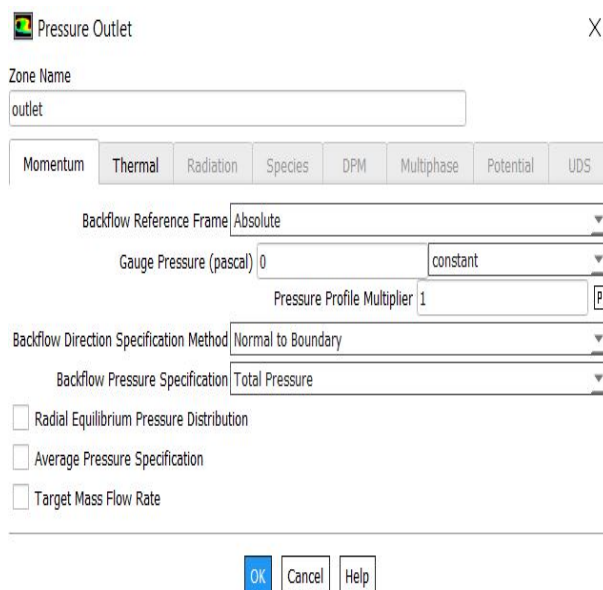 Pressure Outlet X
Zone Name
outlet
Momentum Thermal Radiation Species DPM Multiphase Potential UDS
Backflow Reference Frame Absolute
Gauge Pressure (pascal) 0 constant
Pressure Profile Multiplier 1 P
Backflow Direction Specification Method Normal to Boundary
Backflow Pressure Specification Total Pressure
Radial Equilibrium Pressure Distribution
Average Pressure Specification
Target Mass Flow Rate
OK Cancel Help